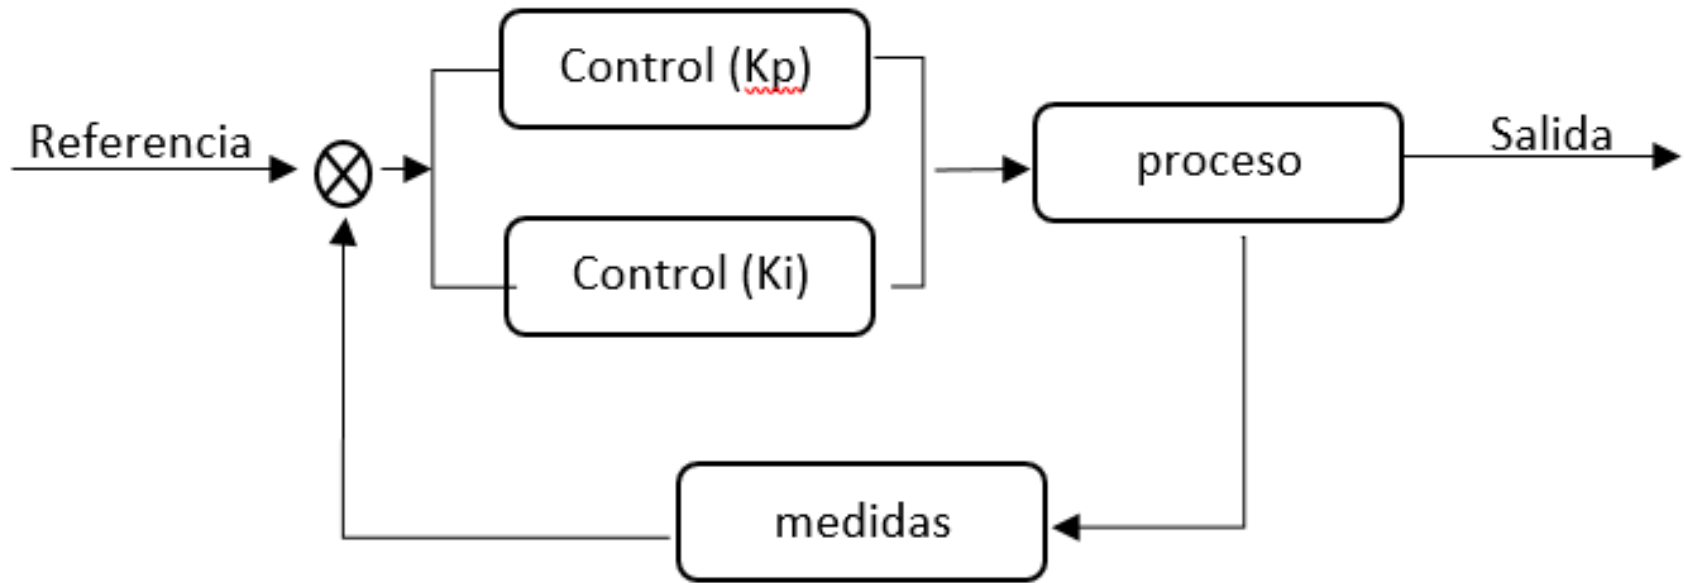 Control (Kp)
Referencia
proceso
Salida
Control (Ki)
medidas